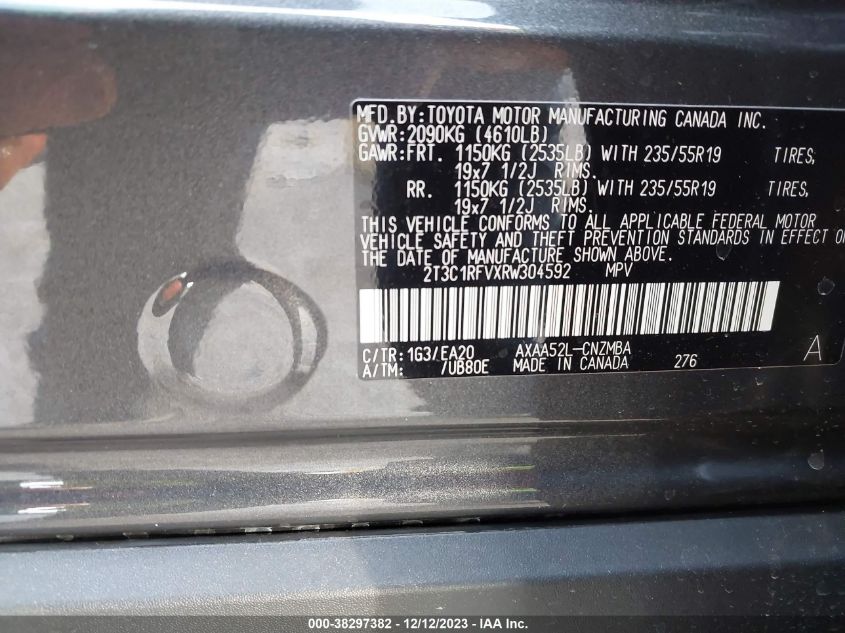 MFD.BY:TOYOTA MOTOR MANUFACTURING CANADA INC.
GVWR:2090KG (4610LB)
GAWR:FRT. 1150KG (2535LB) WITH 235/55R19 TIRES,
19x7 1/2J RIMS.
RR. 1150KG (2535LB) WITH 235/55R19 TIRES,
19x7 1/2J RIMS.
THIS VEHICLE CONFORMS TO ALL APPLICABLE FEDERAL MOTOR
VEHICLE SAFETY AND THEFT PREVENTION STANDARDS IN EFFECT
THE DATE OF MANUFACTURE SHOWN ABOVE.
2T3C1RFVXRW304592 MPV
C/TR:1G3/EA20 AXAA52L-CNZMBA
A/TM: /UB80E MADE IN CANADA 276 A
000-38297382 - 12/12/2023 - IAA Inc.